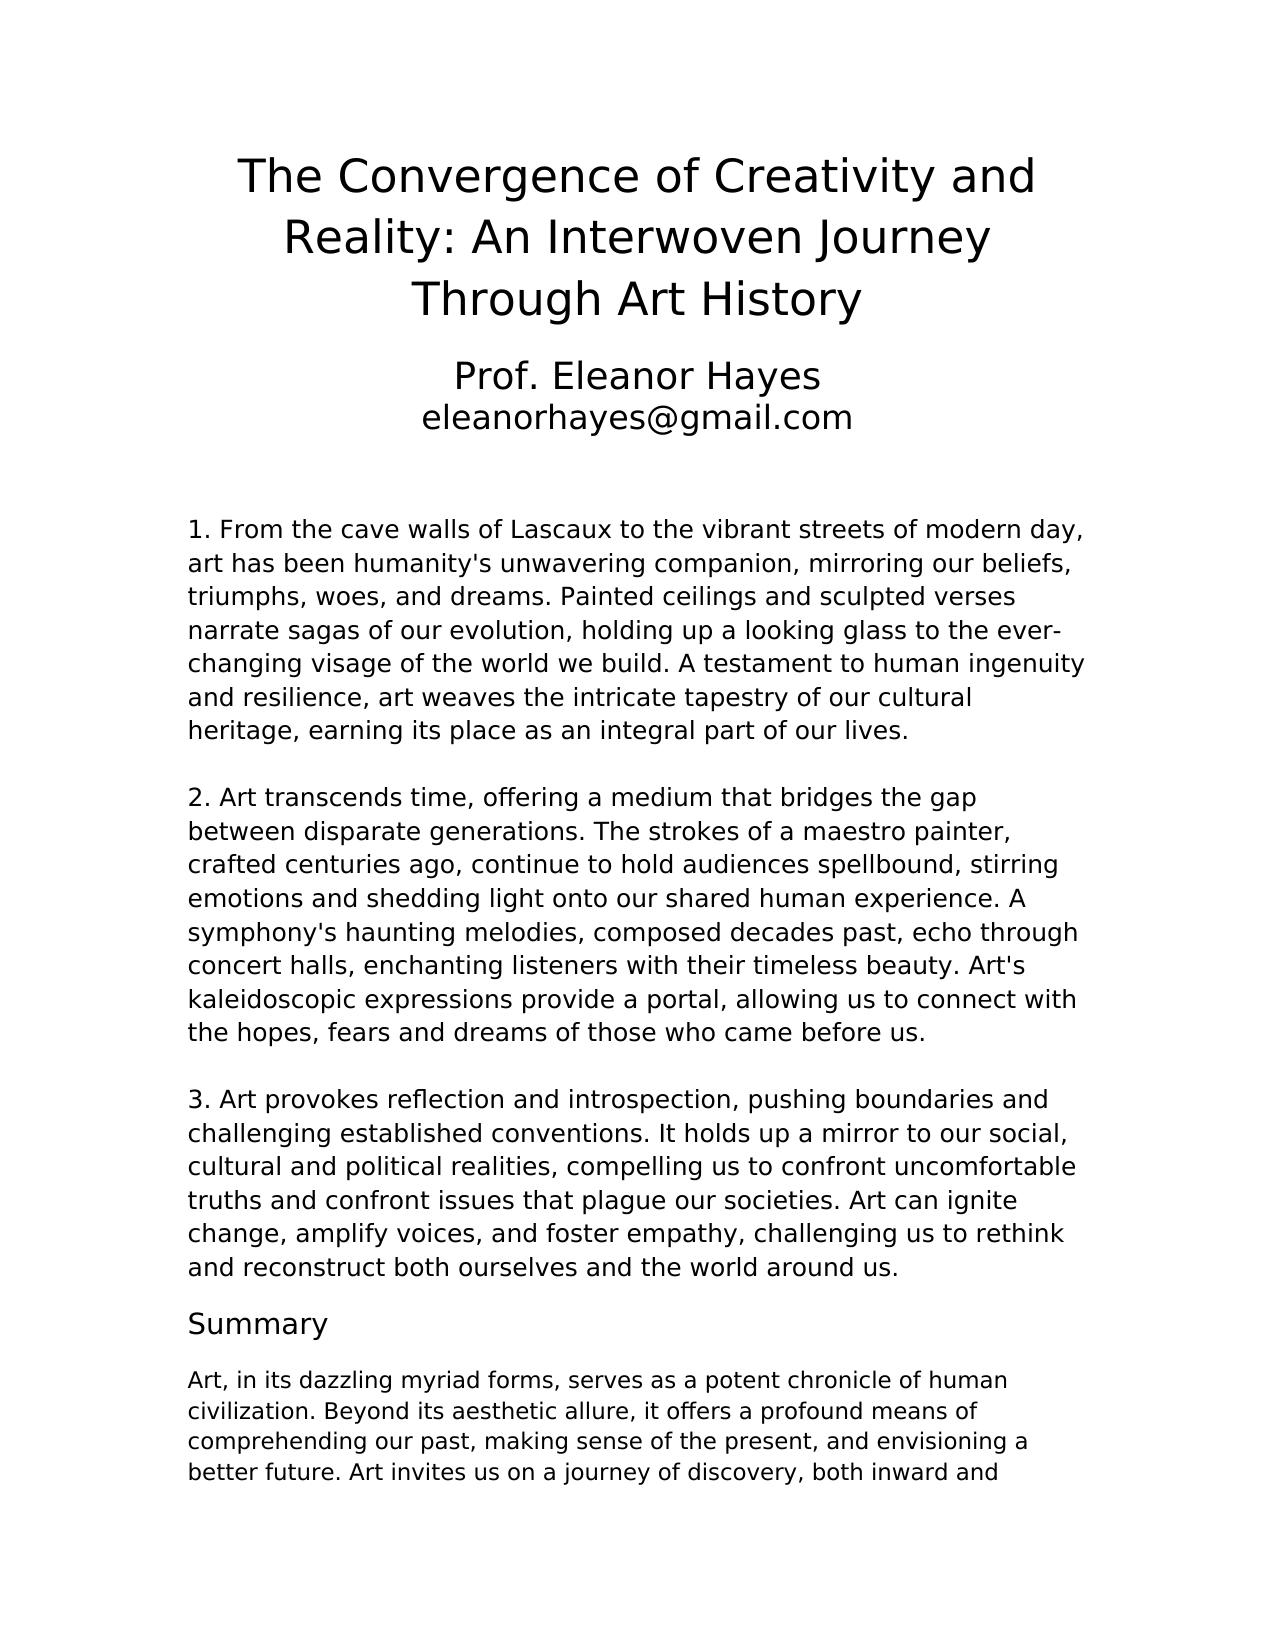 The Convergence of Creativity and
Reality: An Interwoven Journey
Through Art History
Prof. Eleanor Hayes
eleanorhayes@gmail.com
1. From the cave walls of Lascaux to the vibrant streets of modern day,
art has been humanity's unwavering companion, mirroring our beliefs,
triumphs, woes, and dreams. Painted ceilings and sculpted verses
narrate sagas of our evolution, holding up a looking glass to the ever-
changing visage of the world we build. A testament to human ingenuity
and resilience, art weaves the intricate tapestry of our cultural
heritage, earning its place as an integral part of our lives.
2. Art transcends time, offering a medium that bridges the gap
between disparate generations. The strokes of a maestro painter,
crafted centuries ago, continue to hold audiences spellbound, stirring
emotions and shedding light onto our shared human experience. A
symphony's haunting melodies, composed decades past, echo through
concert halls, enchanting listeners with their timeless beauty. Art's
kaleidoscopic expressions provide a portal, allowing us to connect with
the hopes, fears and dreams of those who came before us.
3. Art provokes reflection and introspection, pushing boundaries and
challenging established conventions. It holds up a mirror to our social,
cultural and political realities, compelling us to confront uncomfortable
truths and confront issues that plague our societies. Art can ignite
change, amplify voices, and foster empathy, challenging us to rethink
and reconstruct both ourselves and the world around us.
Summary
Art, in its dazzling myriad forms, serves as a potent chronicle of human
civilization. Beyond its aesthetic allure, it offers a profound means of
comprehending our past, making sense of the present, and envisioning a
better future. Art invites us on a journey of discovery, both inward and